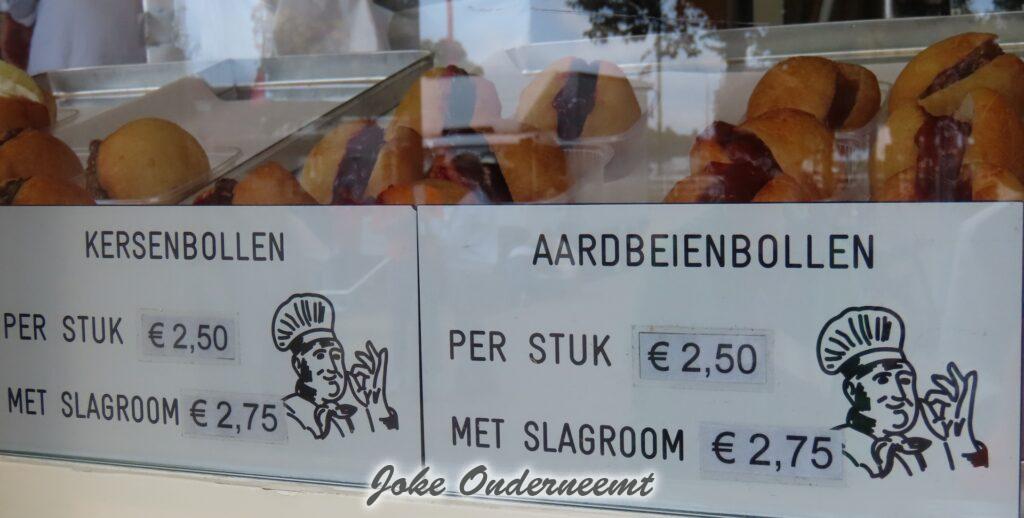 KERSENBOLLEN
PER STUK € 2,50
MET SLAGROOM € 2,75
AARDBEIENBOLLEN
PER STUK € 2,50
MET SLAGROOM € 2,75
Joke Onderneemt